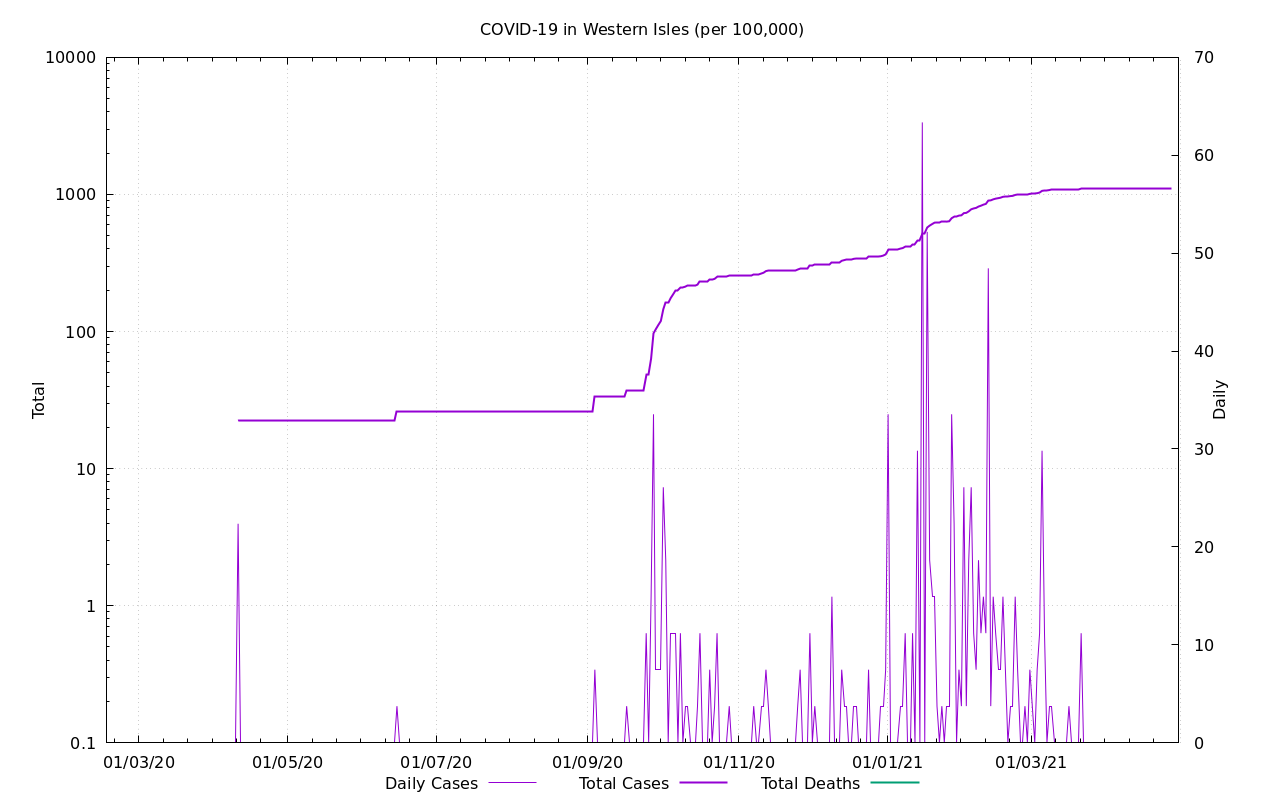 COVID-19 in Western Isles (per 100,000)
10000
1000
100
10
1
0.1
Total
70
60
50
40
30
20
10
0
Daily
01/03/20 01/05/20 01/07/20 01/09/20 01/11/20 01/01/21 01/03/21
Daily Cases Total Cases Total Deaths